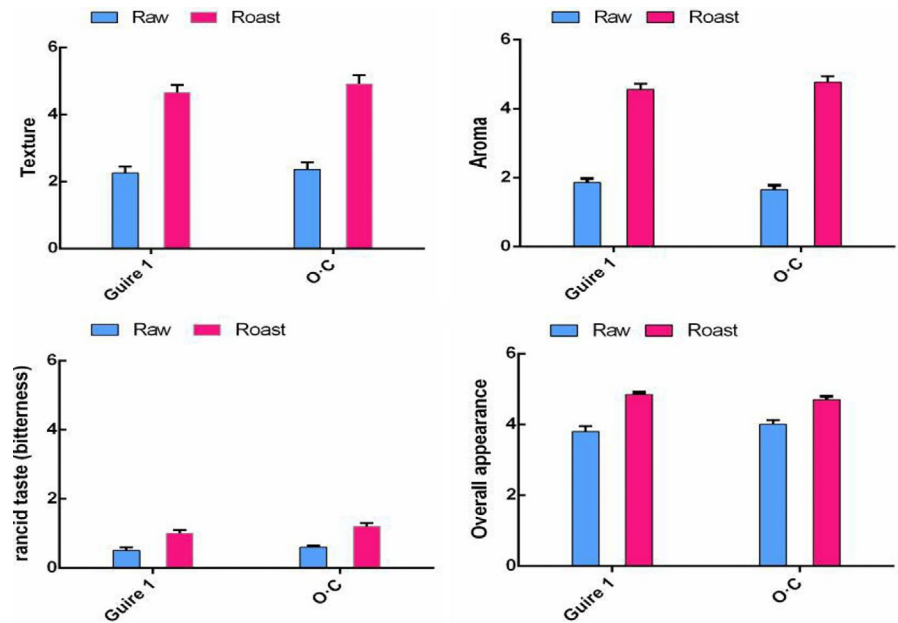 Raw Roast
6
4
2
0
Texture
Guire 1 O·C
Raw Roast
6
4
2
0
Aroma
Guire 1 O·C
Raw Roast
6
4
2
0
rancid taste (bitterness)
Guire 1 O·C
Raw Roast
6
4
2
0
Overall appearance
Guire 1 O·C